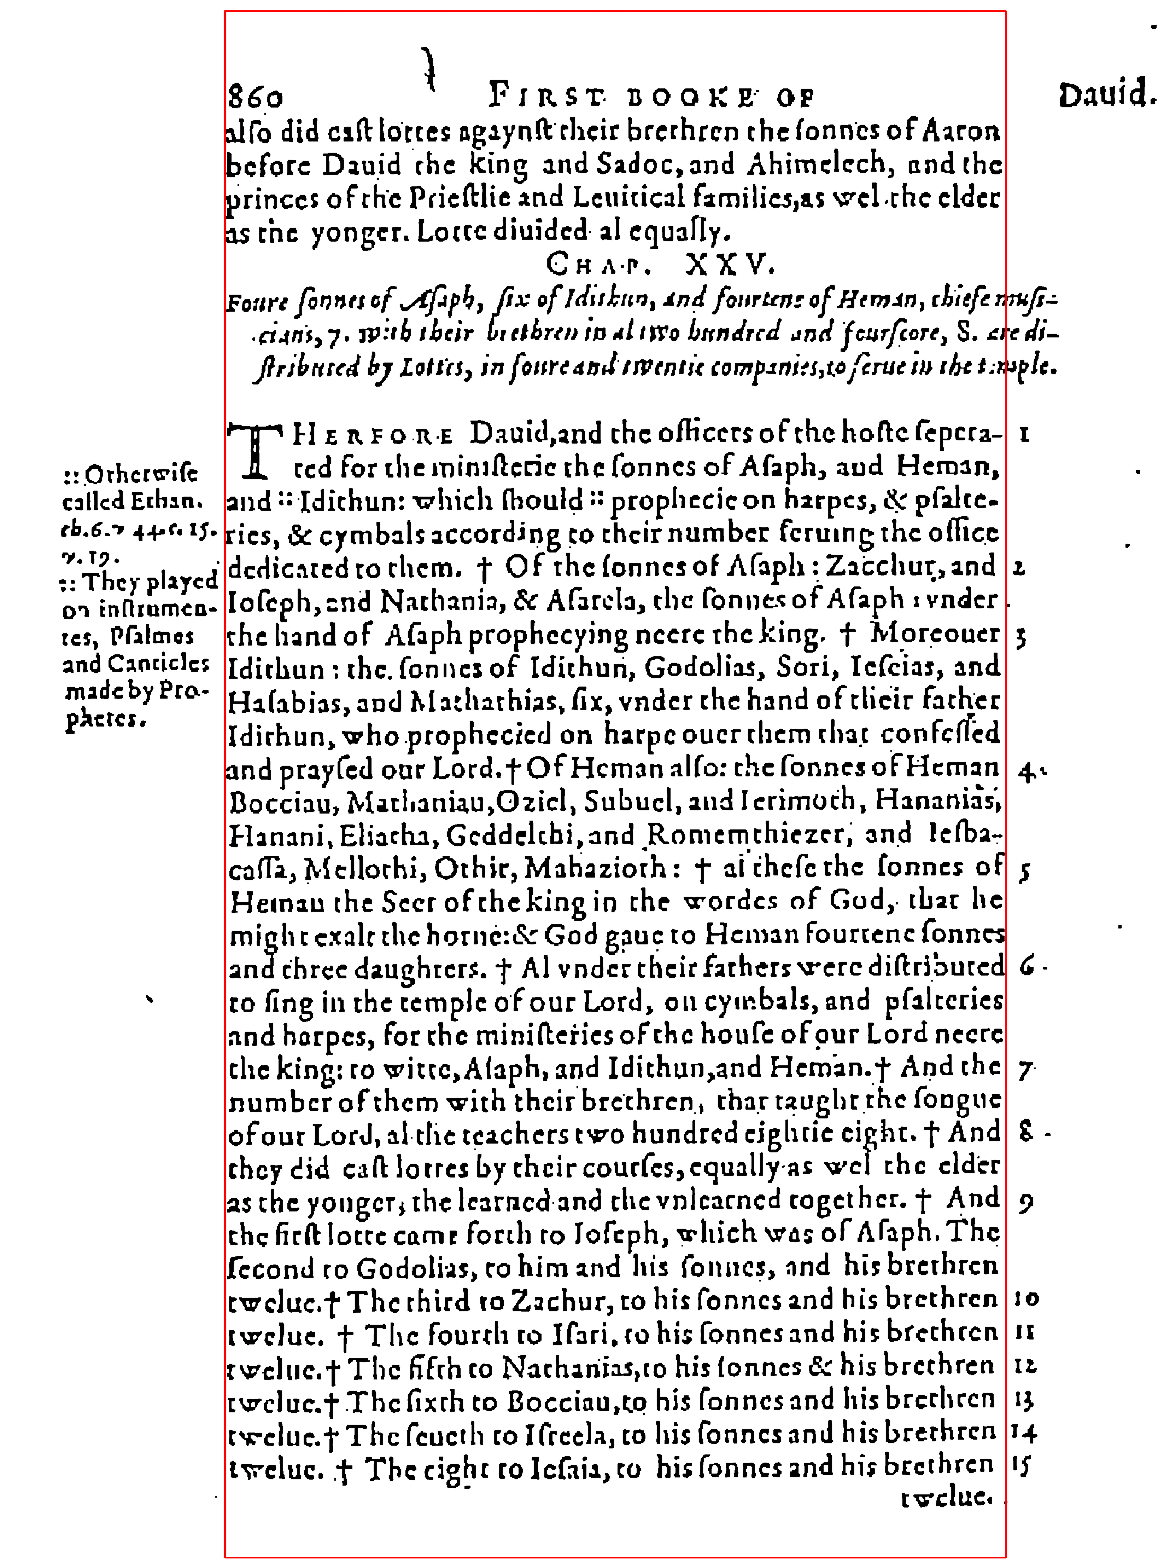 860 FIRST BOOKE OF Dauid.
alſo did caſt lottes agaynſt their brethren the ſonnes of Aaron
before Dauid the king and Sadoc, and Ahimelech, and the
princes of the Prieſtlie and Leuitical families, as wel the elder
as the yonger. Lotte diuided al equally.
CHAP. XXV.
Foure ſonnes of Aſaph, ſix of Idithun, and fourtene of Heman, chiefe muſi-
cians, 7. with their brethren in al two hundred and fourſcore, 8. are di-
ſtributed by Lottes, in foure and twentie companies, to ſerue in the temple.
THERFORE Dauid, and the officers of the hoſte ſepera- 1
ted for the miniſterie the ſonnes of Aſaph, and Heman,
and :: Idithun: which ſhould :: prophecie on harpes, & pſalte-
ries, & cymbals according to their number ſeruing the office
dedicated to them. † Of the ſonnes of Aſaph: Zacchur, and 2
Ioſeph, and Nathania, & Aſarela, the ſonnes of Aſaph: vnder
the hand of Aſaph prophecying neere the king. † Moreouer 3
Idithun: the ſonnes of Idithun, Godolias, Sori, Ieſcias, and
Haſabias, and Mathathias, ſix, vnder the hand of their father
Idithun, who prophecied on harpe ouer them that confeſſed
and prayſed our Lord. † Of Heman alſo: the ſonnes of Heman 4.
Bocciau, Mathaniau, Oziel, Subuel, and Ierimoth, Hananias,
Hanani, Eliatha, Geddelthi, and Romemthiezer, and Ieſba-
caſſa, Mellothi, Othir, Mahazioth: † al theſe the ſonnes of 5
Heman the Seer of the king in the wordes of God, that he
might exalt the horne: & God gaue to Heman fourtene ſonnes
and three daughters. † Al vnder their fathers were diſtributed 6
to ſing in the temple of our Lord, on cymbals, and pſalteries
and harpes, for the miniſteries of the houſe of our Lord neere
the king: to witte, Aſaph, and Idithun, and Heman. † And the 7
number of them with their brethren, that taught the ſongue
of our Lord, al the teachers two hundred eightie eight. † And 8
they did caſt lottes by their courſes, equally as wel the elder
as the yonger, the learned and the vnlearned together. † And 9
the firſt lotte came forth to Ioſeph, which was of Aſaph. The
ſecond to Godolias, to him and his ſonnes, and his brethren
twelue. † The third to Zachur, to his ſonnes and his brethren 10
twelue. † The fourth to Iſari, to his ſonnes and his brethren 11
twelue. † The fifth to Nathanias, to his ſonnes & his brethren 12
twelue. † The ſixth to Bocciau, to his ſonnes and his brethren 13
twelue. † The ſeueth to Iſreela, to his ſonnes and his brethren 14
twelue. † The eight to Ieſaia, to his ſonnes and his brethren 15
twelue.
:: Otherwiſe
called Ethan.
ch. 6. v 44. c. 15.
v. 19.
:: They played
on inſtrumen-
tes, Pſalmes
and Canticles
made by Pro-
phetes.